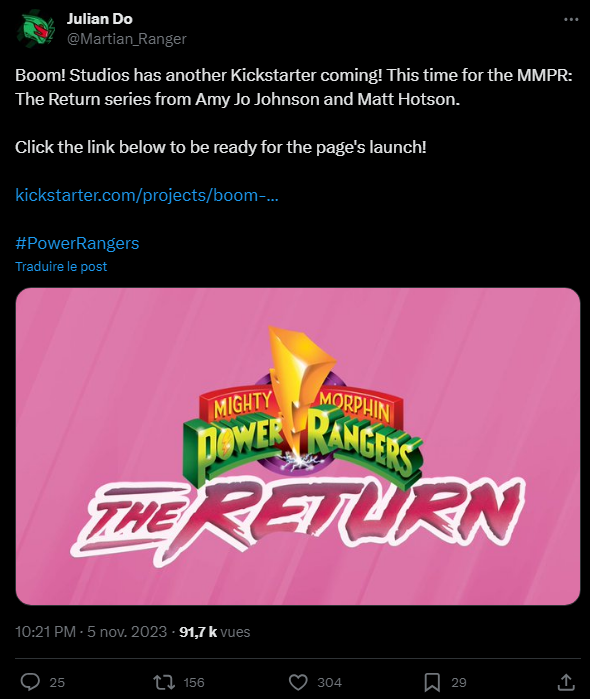 Julian Do
@Martian_Ranger
Boom! Studios has another Kickstarter coming! This time for the MMPR:
The Return series from Amy Jo Johnson and Matt Hotson.
Click the link below to be ready for the page's launch!
kickstarter.com/projects/boom-...
#PowerRangers
Traduire le post
MIGHTY MORPHIN
POWER RANGERS
THE RETURN
10:21 PM · 5 nov. 2023 · 91,7 k vues
25 156 304 29